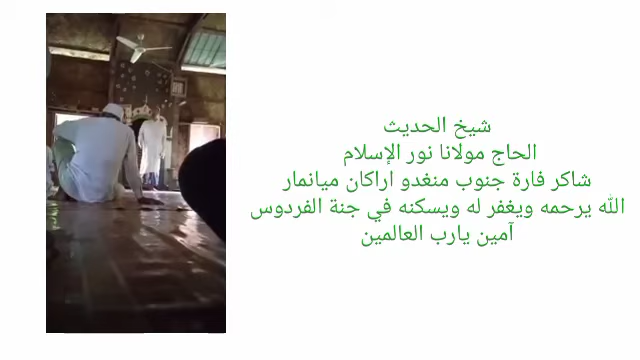 شيخ الحديث
الحاج مولانا نور الإسلام
شاكر فارة جنوب منغدو اراكان ميانمار
الله يرحمه ويغفر له ويسكنه في جنة الفردوس
آمين يارب العالمين